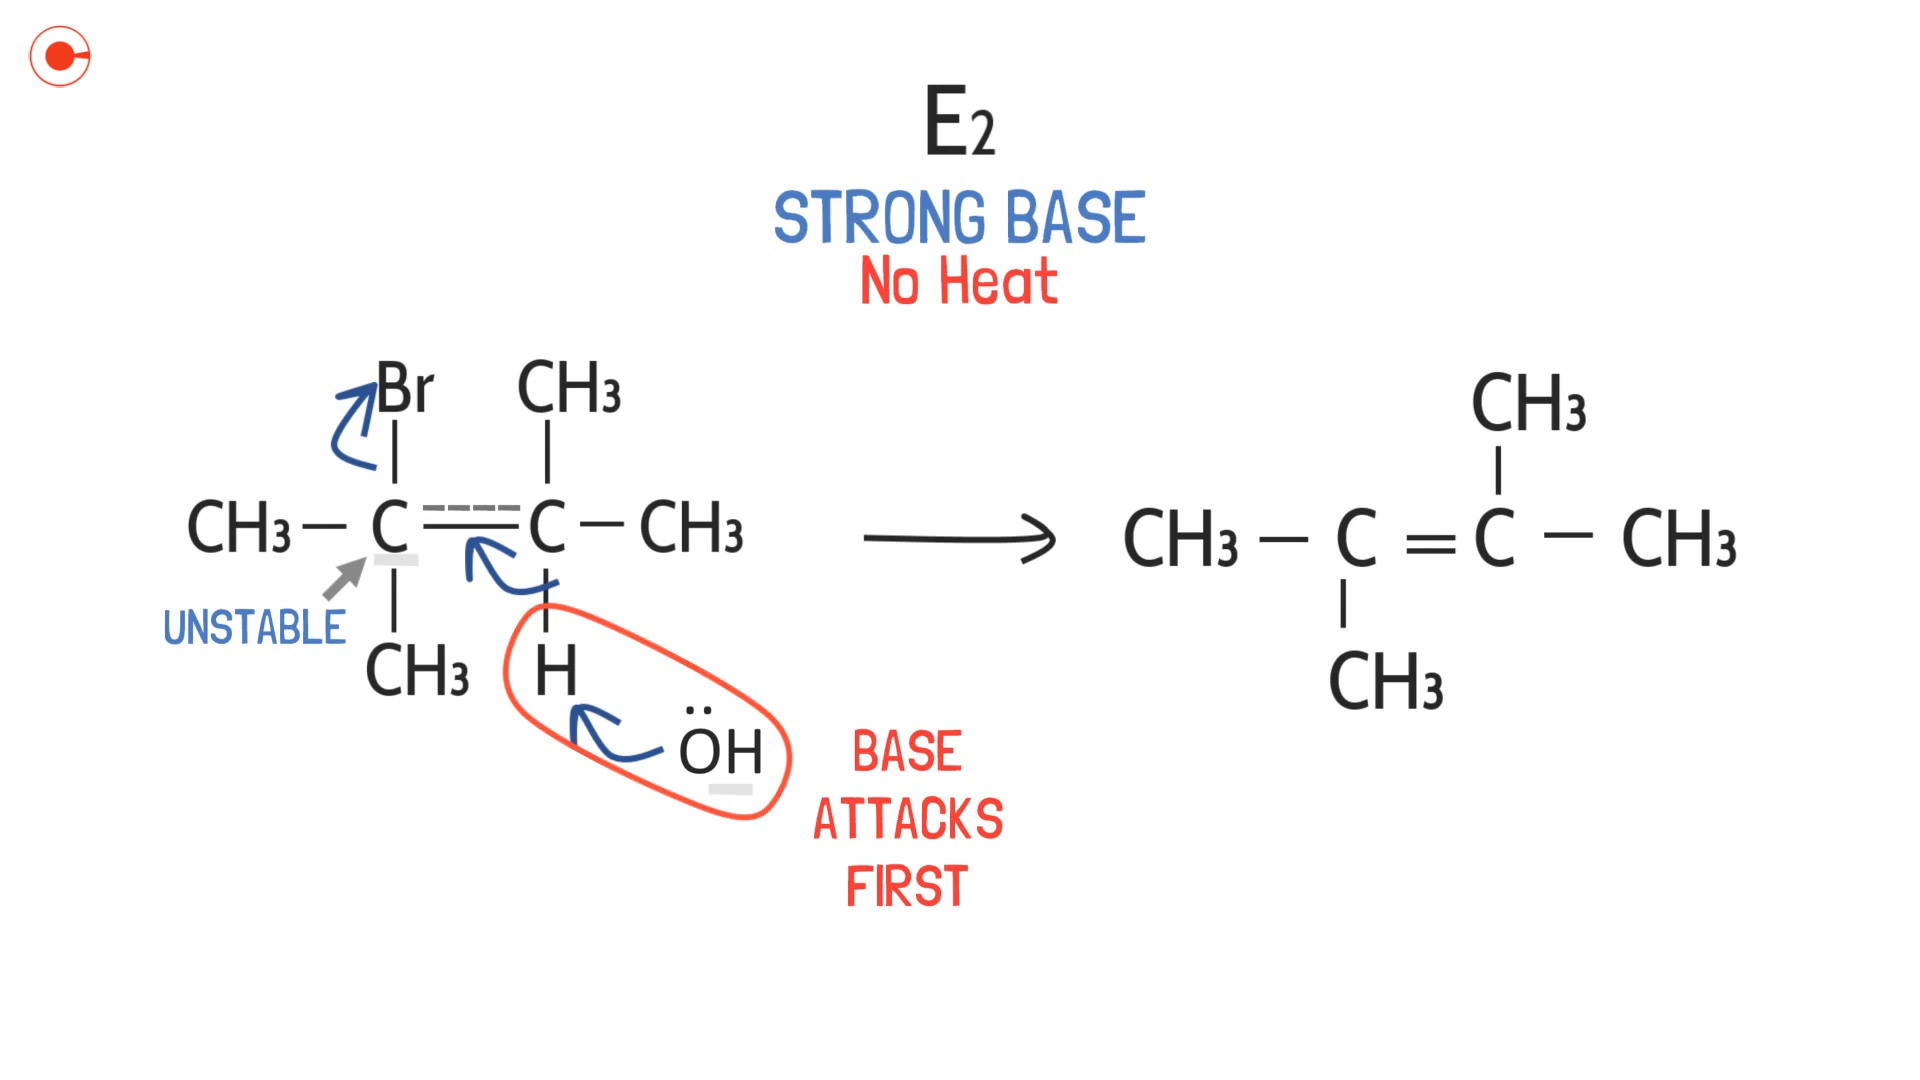 E2
STRONG BASE
No Heat
Br CH3
CH3 — C = C — CH3
UNSTABLE
CH3 H
ÖH
CH3
CH3 — C = C — CH3
CH3
BASE
ATTACKS
FIRST